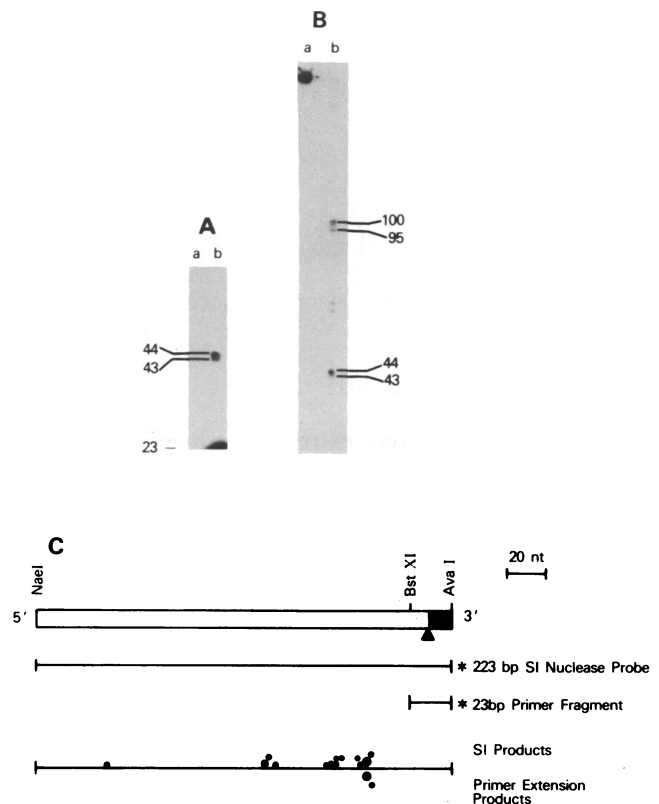 B
a b
100
95
A
a b
44
43
44
43
23
C
NaeI
Bst XI
Ava I
20 nt
5'
3'
* 223 bp SI Nuclease Probe
* 23bp Primer Fragment
SI Products
Primer Extension
Products